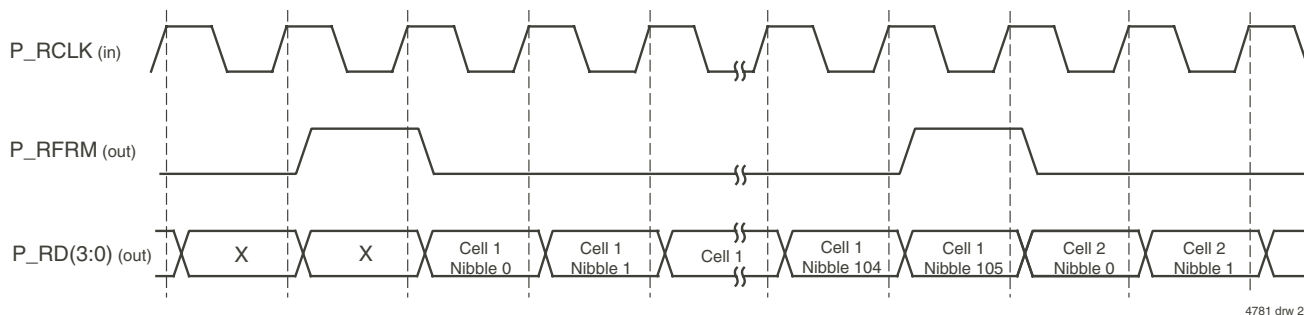 P_RCLK (in)
P_RFRM (out)
P_RD(3:0) (out)
X
X
Cell 1
Nibble 0
Cell 1
Nibble 1
Cell 1
Cell 1
Nibble 104
Cell 1
Nibble 105
Cell 2
Nibble 0
Cell 2
Nibble 1
4781 drw 2